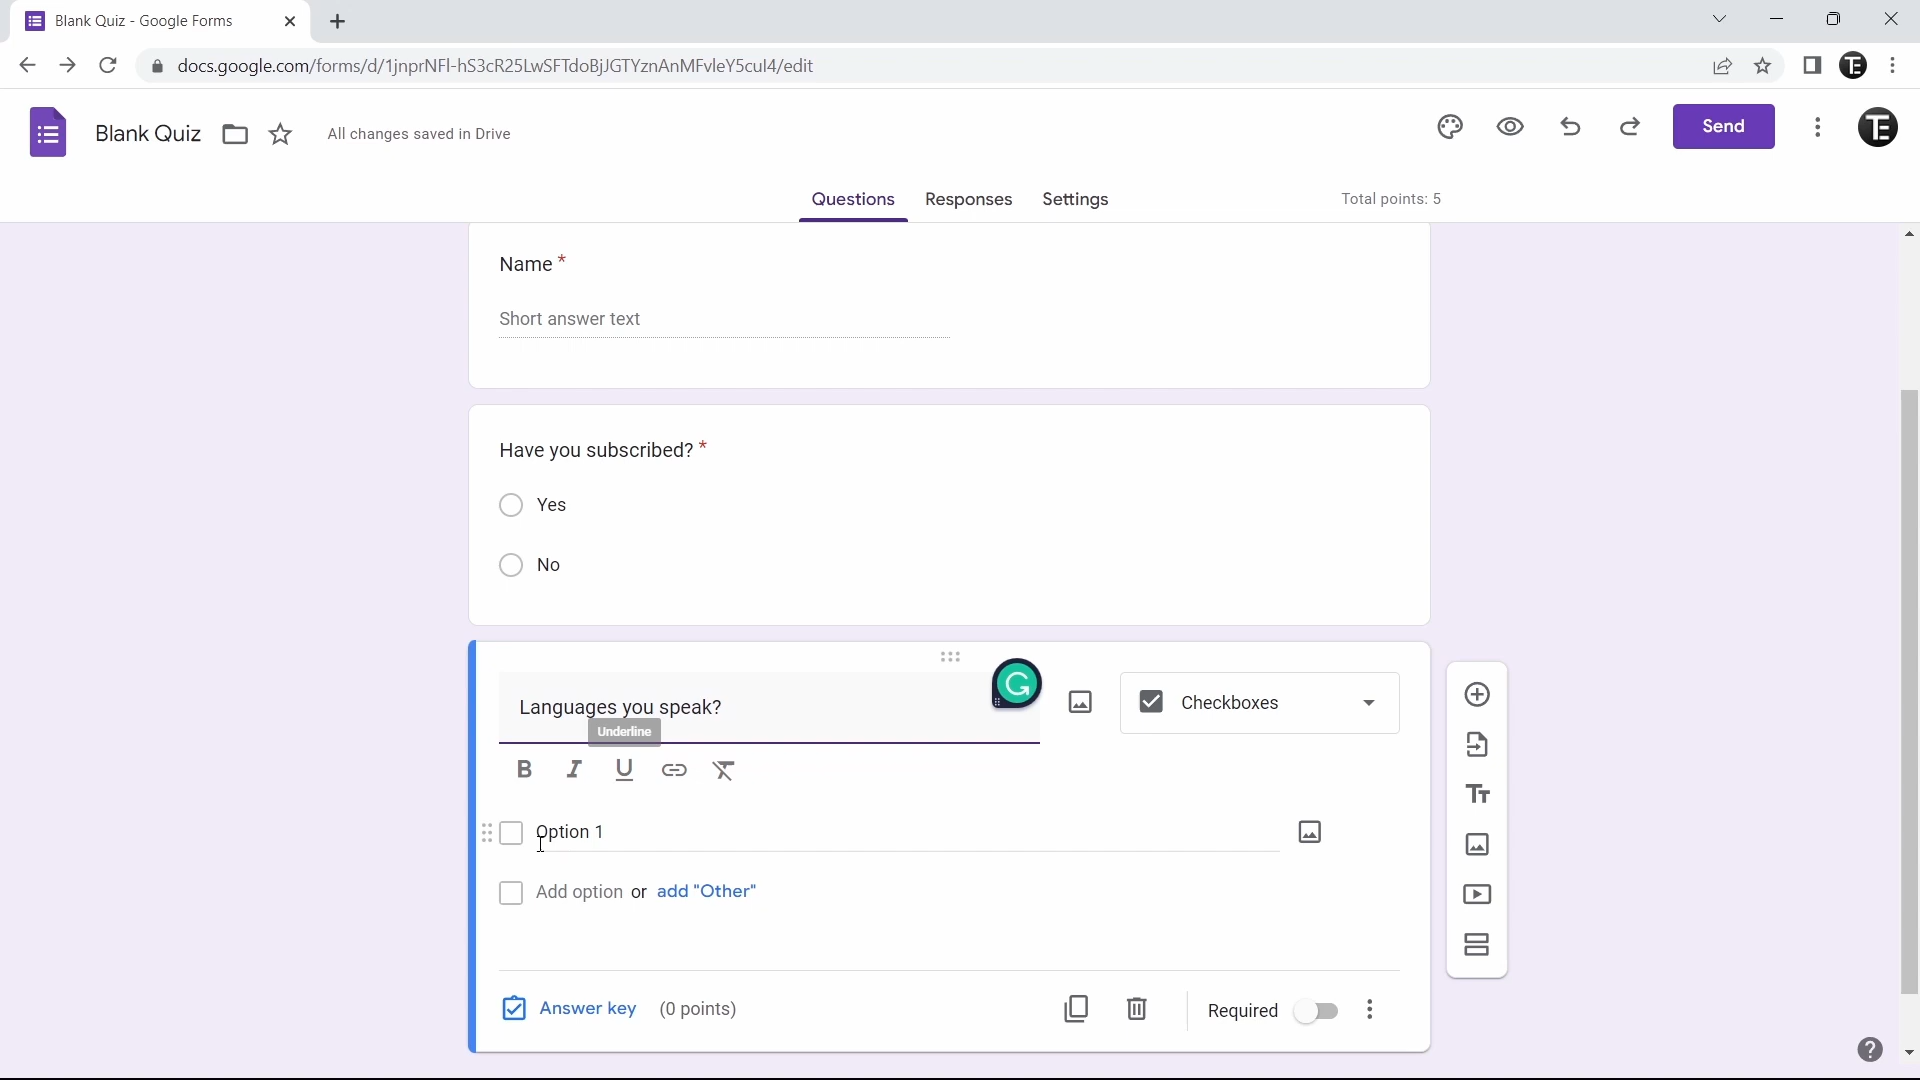 Blank Quiz - Google Forms
docs.google.com/forms/d/1jnprNFl-hS3cR25LwSFTdoBjJGTYznAnMFvleY5cul4/edit
Blank Quiz
All changes saved in Drive
Send
Questions
Responses
Settings
Total points: 5
Name *
Short answer text
Have you subscribed? *
Yes
No
Languages you speak?
Checkboxes
Underline
B I U
Option 1
Add option or add "Other"
Answer key (0 points)
Required